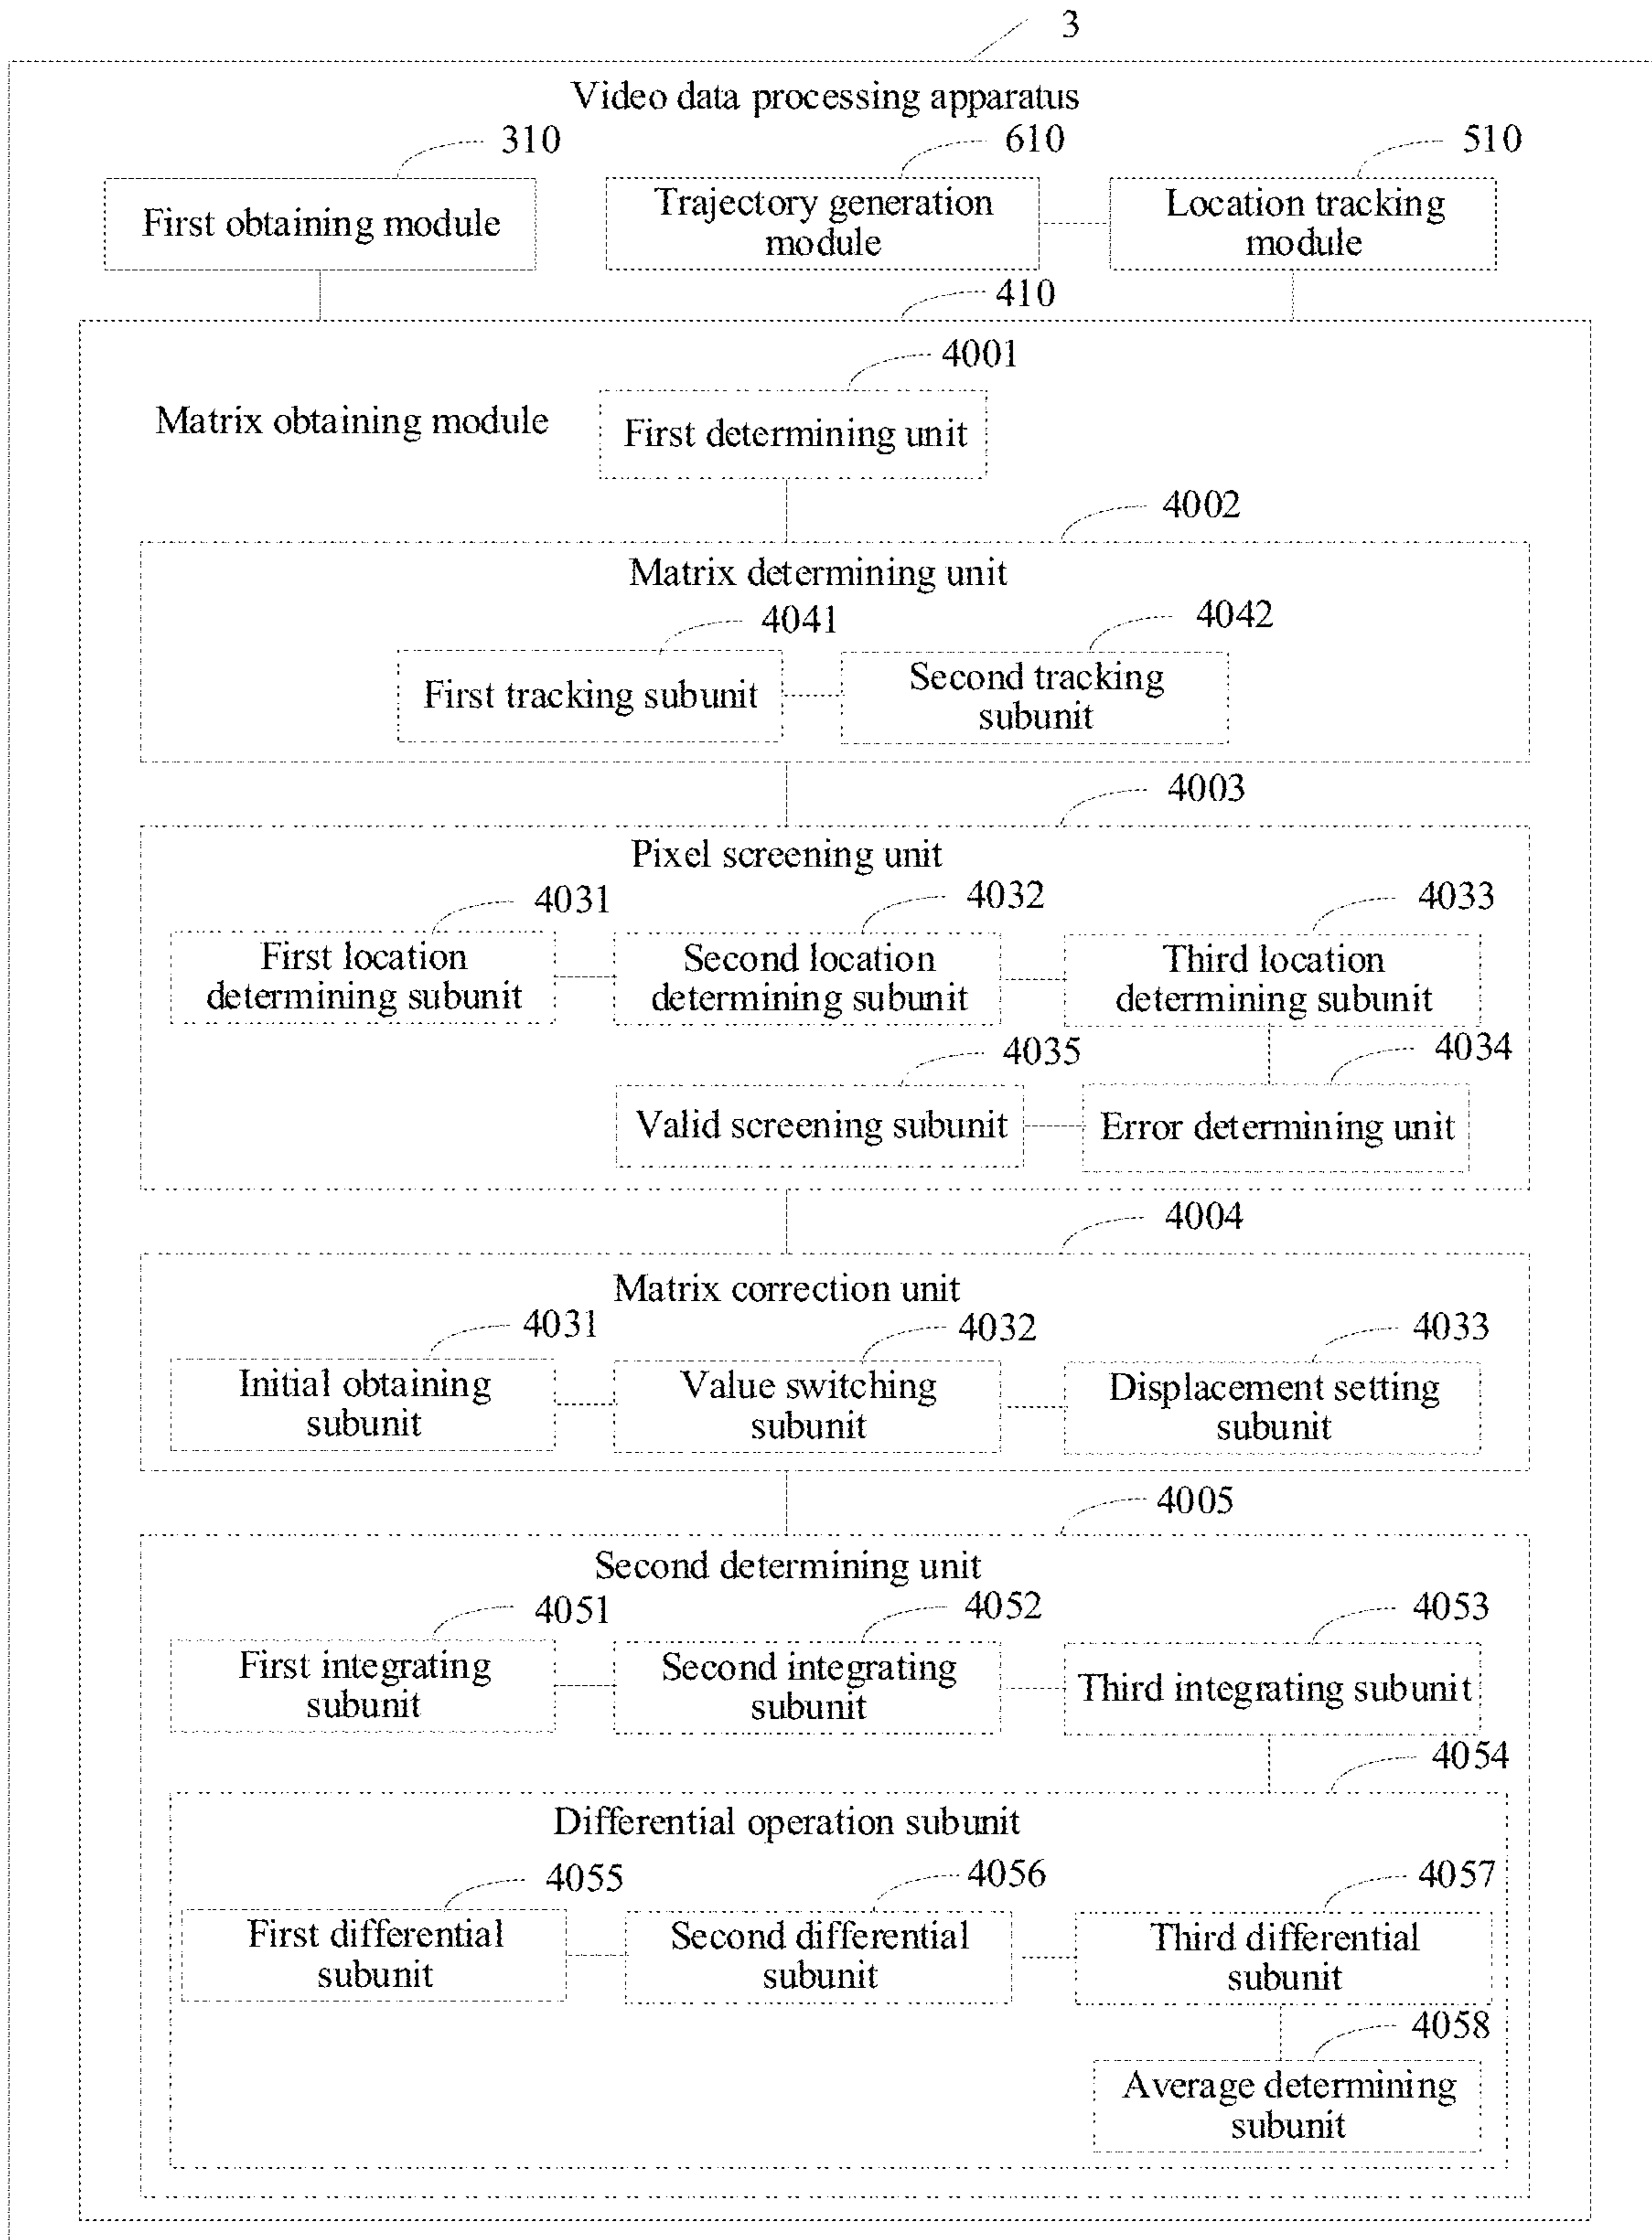 3
Video data processing apparatus
310
610
510
First obtaining module
Trajectory generation
module
Location tracking
module
410
4001
Matrix obtaining module
First determining unit
4002
Matrix determining unit
4041
4042
First tracking subunit
Second tracking
subunit
4003
Pixel screening unit
4031
4032
4033
First location
determining subunit
Second location
determining subunit
Third location
determining subunit
4035
4034
Valid screening subunit
Error determining unit
4004
Matrix correction unit
4031
4032
4033
Initial obtaining
subunit
Value switching
subunit
Displacement setting
subunit
4005
Second determining unit
4051
4052
4053
First integrating
subunit
Second integrating
subunit
Third integrating subunit
4054
Differential operation subunit
4055
4056
4057
First differential
subunit
Second differential
subunit
Third differential
subunit
4058
Average determining
subunit